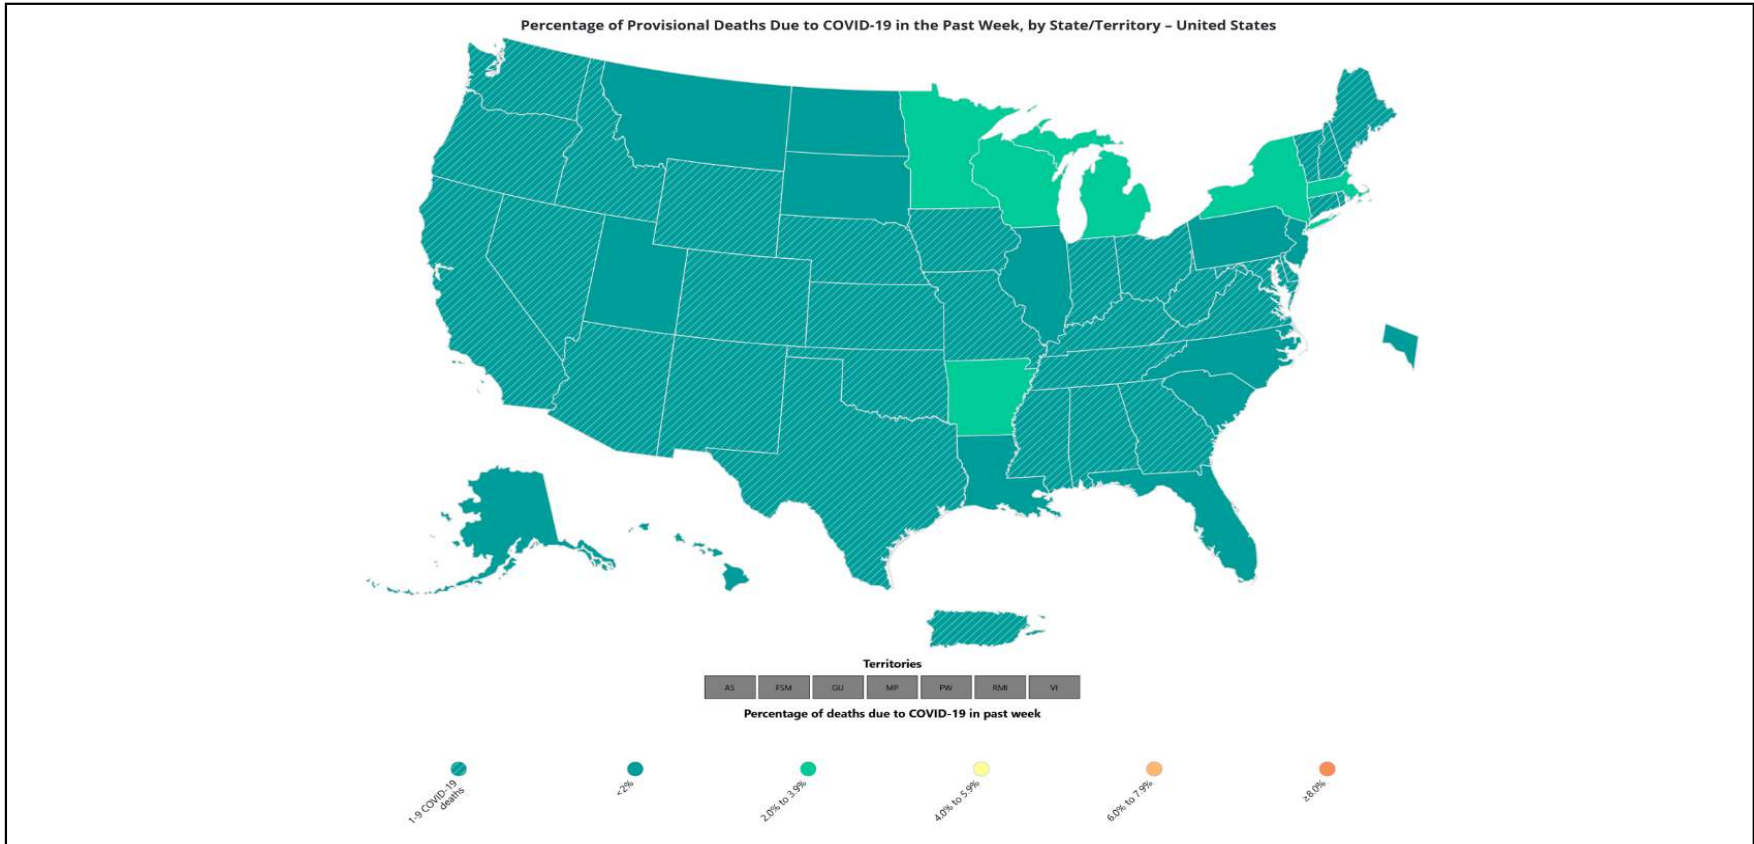 Percentage of Provisional Deaths Due to COVID-19 in the Past Week, by State/Territory – United States
Territories
AS FSM GU MP PW RMI VI
Percentage of deaths due to COVID-19 in past week
1-9 COVID-19
deaths
<2%
2.0% to 3.9%
4.0% to 5.9%
6.0% to 7.9%
≥8.0%